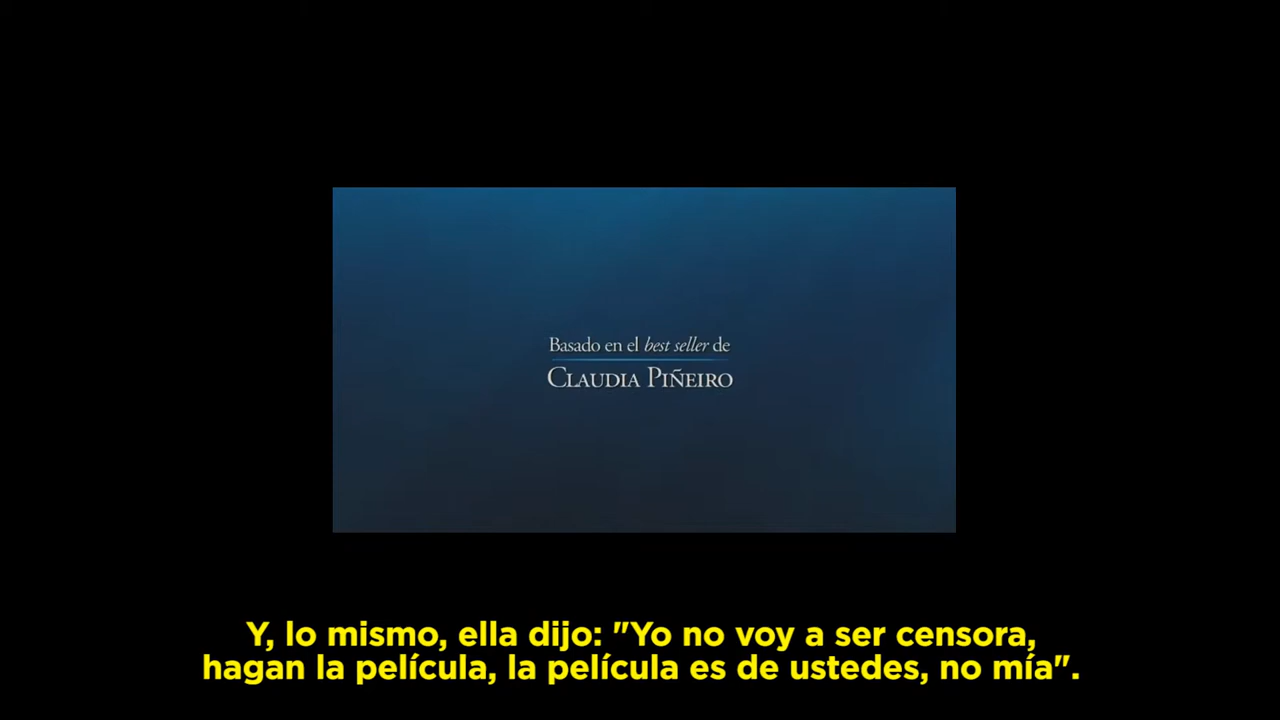 Basado en el best seller de
CLAUDIA PIÑEIRO
Y, lo mismo, ella dijo: "Yo no voy a ser censora,
hagan la película, la película es de ustedes, no mía".